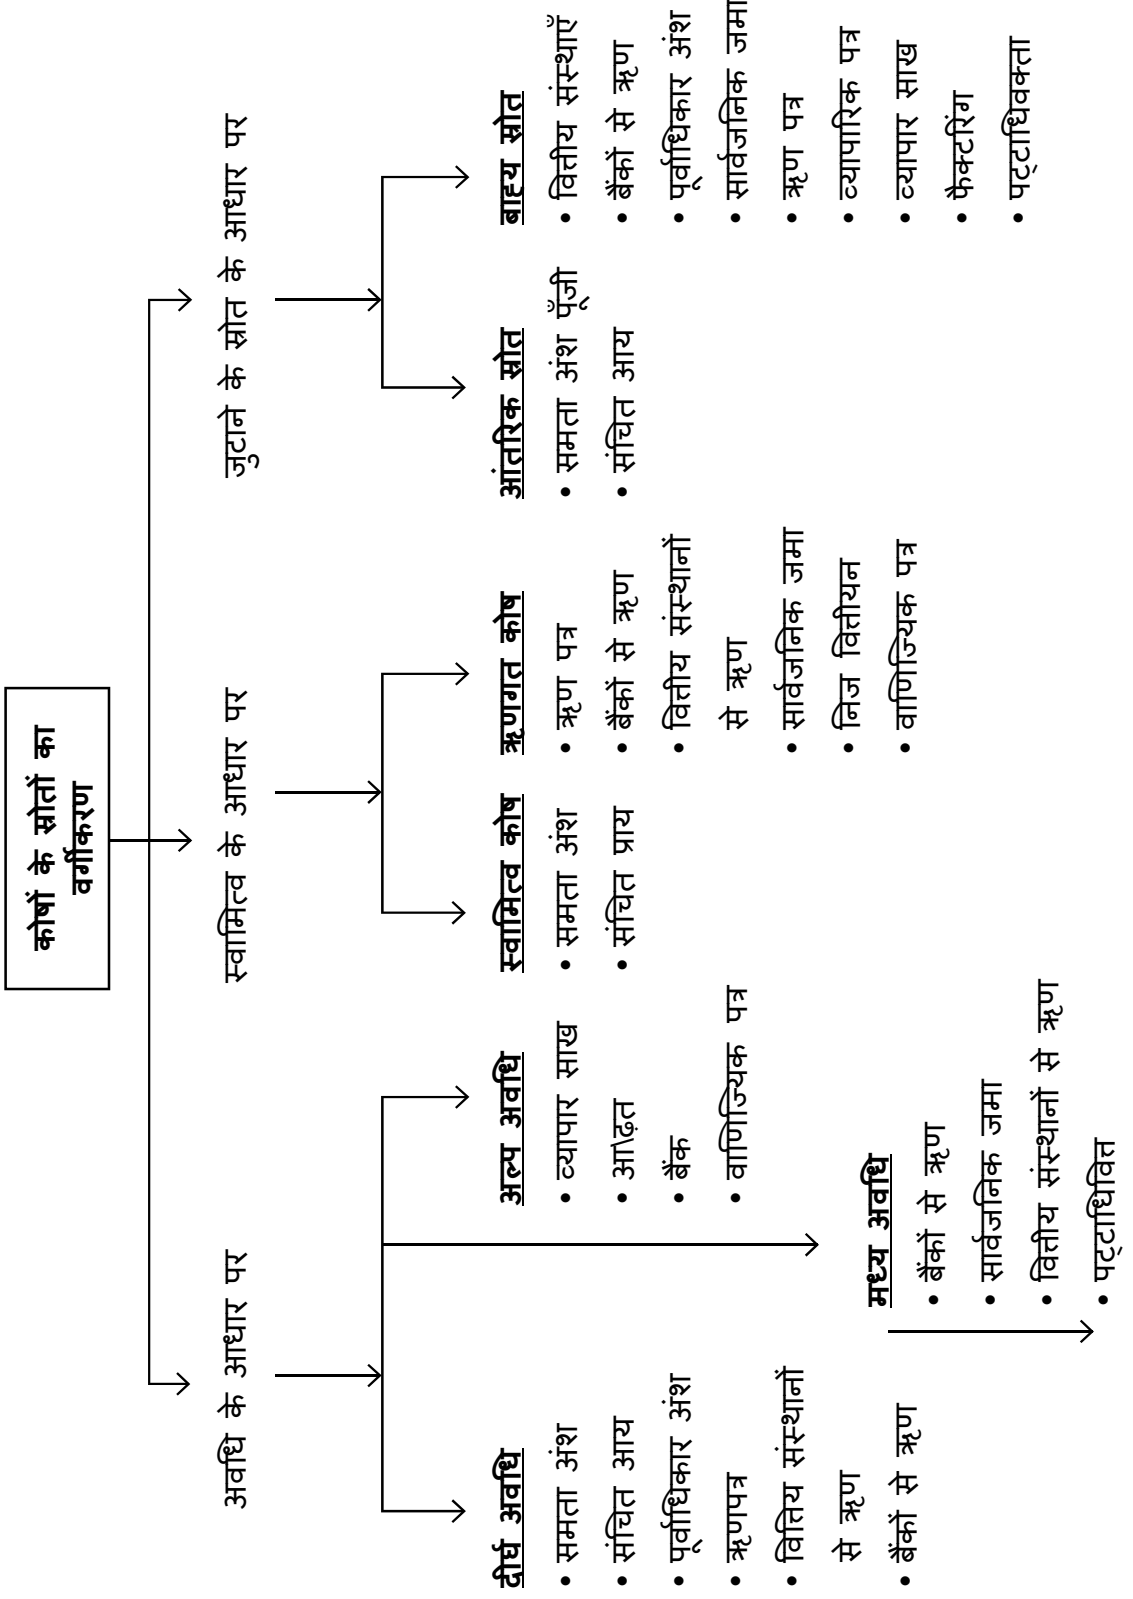 कोषों के स्रोतों का
वर्गीकरण
अवधि के आधार पर
स्वामित्व के आधार पर
जुटाने के स्रोत के आधार पर
दीर्घ अवधि
• समता अंश
• संचित आय
• पूर्वाधिकार अंश
• ऋणपत्र
• वित्तिय संस्थानों
से ऋण
• बैंकों से ऋण
अल्प अवधि
• व्यापार साख
• आ\ढ़त
• बैंक
• वाणिज्यिक पत्र
मध्य अवधि
• बैंकों से ऋण
• सार्वजनिक जमा
• वित्तीय संस्थानों से ऋण
• पट्टाधिवित
स्वामित्व कोष
• समता अंश
• संचित प्राय
ऋणगत कोष
• ऋण पत्र
• बैंकों से ऋण
• वित्तीय संस्थानों
से ऋण
• सार्वजनिक जमा
• निज वित्तीयन
• वाणिज्यिक पत्र
आंतरिक स्रोत
• समता अंश पूँजी
• संचित आय
बाह्य स्रोत
• वित्तीय संस्थाएँ
• बैंकों से ऋण
• पूर्वाधिकार अंश
• सार्वजनिक जमा
• ऋण पत्र
• व्यापारिक पत्र
• व्यापार साख
• फैक्टरिंग
• पट्टाधिवक्ता